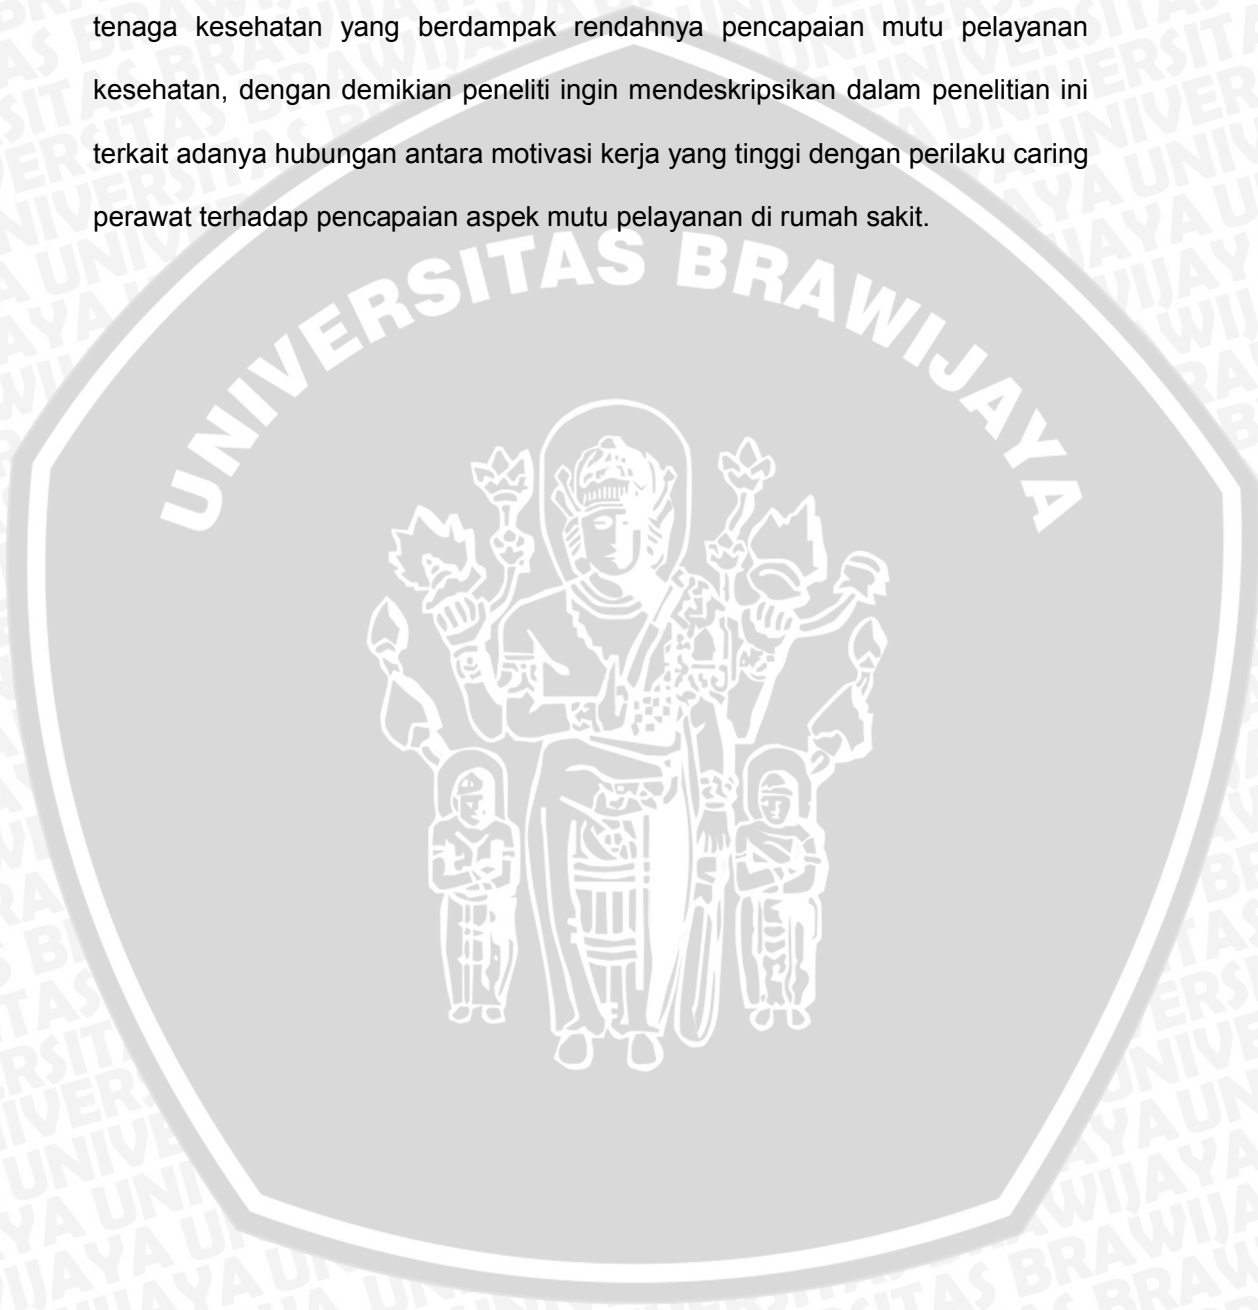 tenaga kesehatan yang berdampak rendahnya pencapaian mutu pelayanan
kesehatan, dengan demikian peneliti ingin mendeskripsikan dalam penelitian ini
terkait adanya hubungan antara motivasi kerja yang tinggi dengan perilaku caring
perawat terhadap pencapaian aspek mutu pelayanan di rumah sakit.
UNIVERSITAS BRAWIJAYA